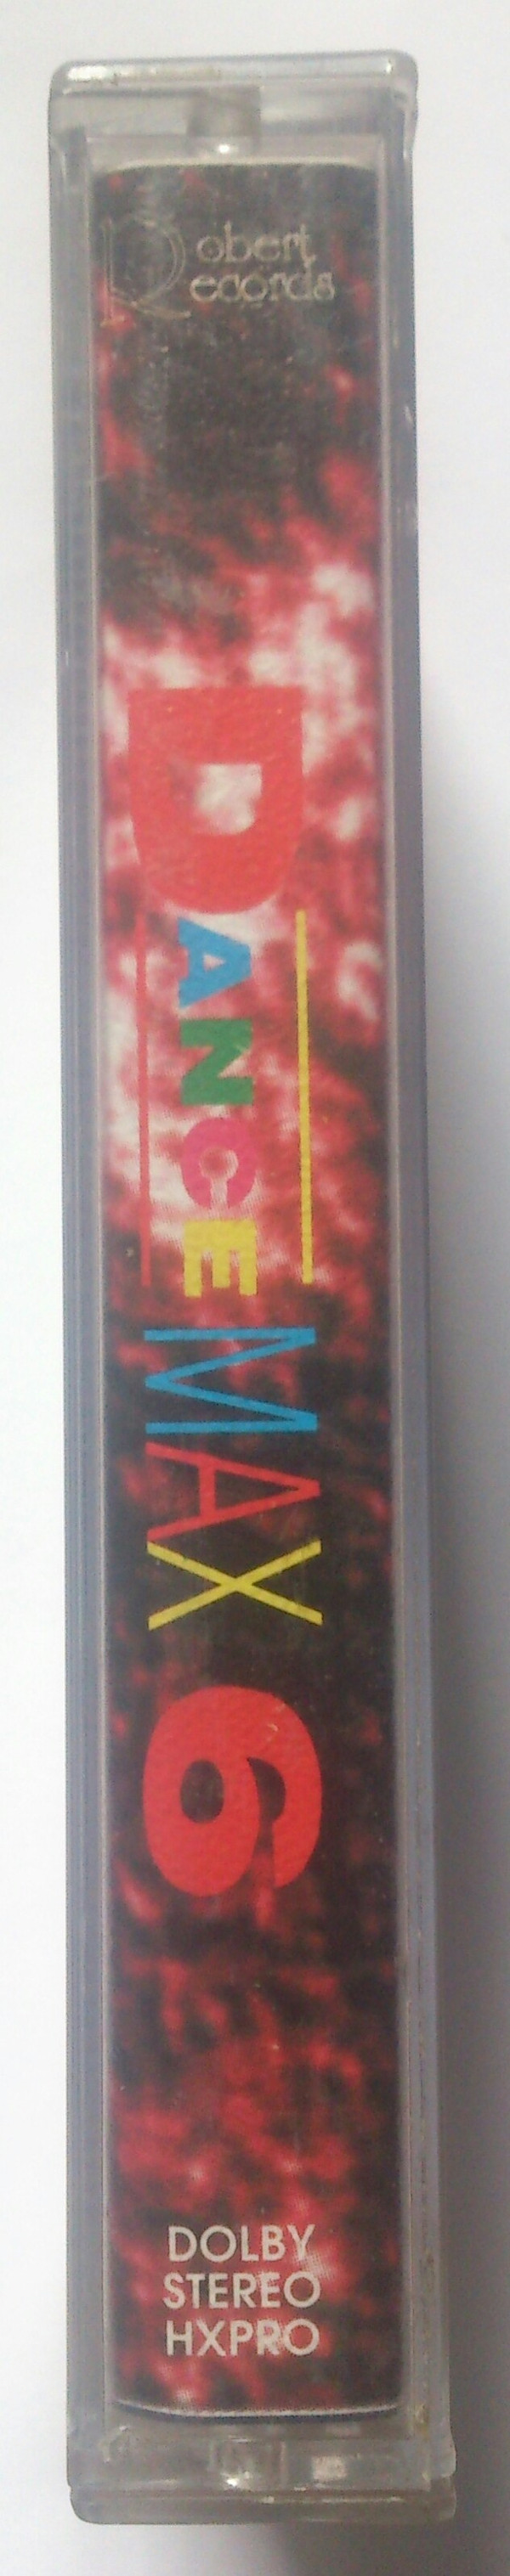 Robert
Records
DANCE MAX 6
DOLBY
STEREO
HXPRO